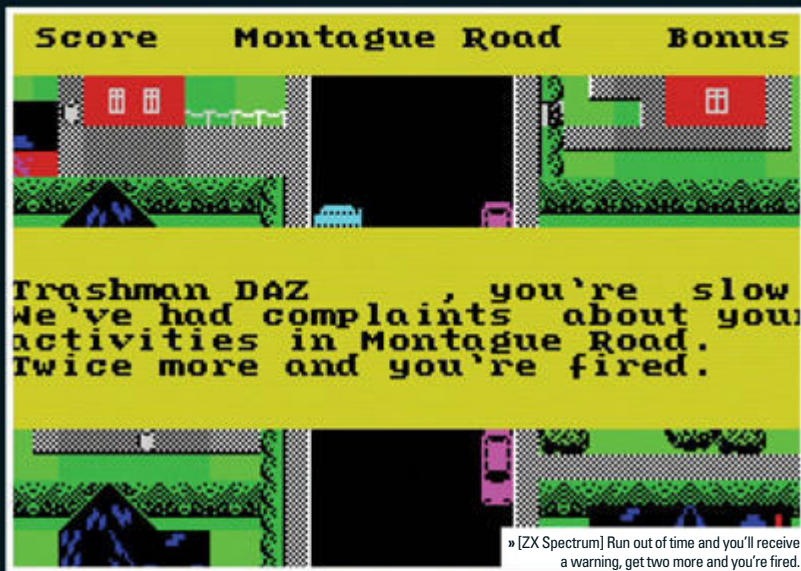 Score Montague Road Bonus
Trashman DAZ , you're slow
We've had complaints about your
activities in Montague Road.
Twice more and you're fired.
» [ZX Spectrum] Run out of time and you'll receive
a warning, get two more and you're fired.